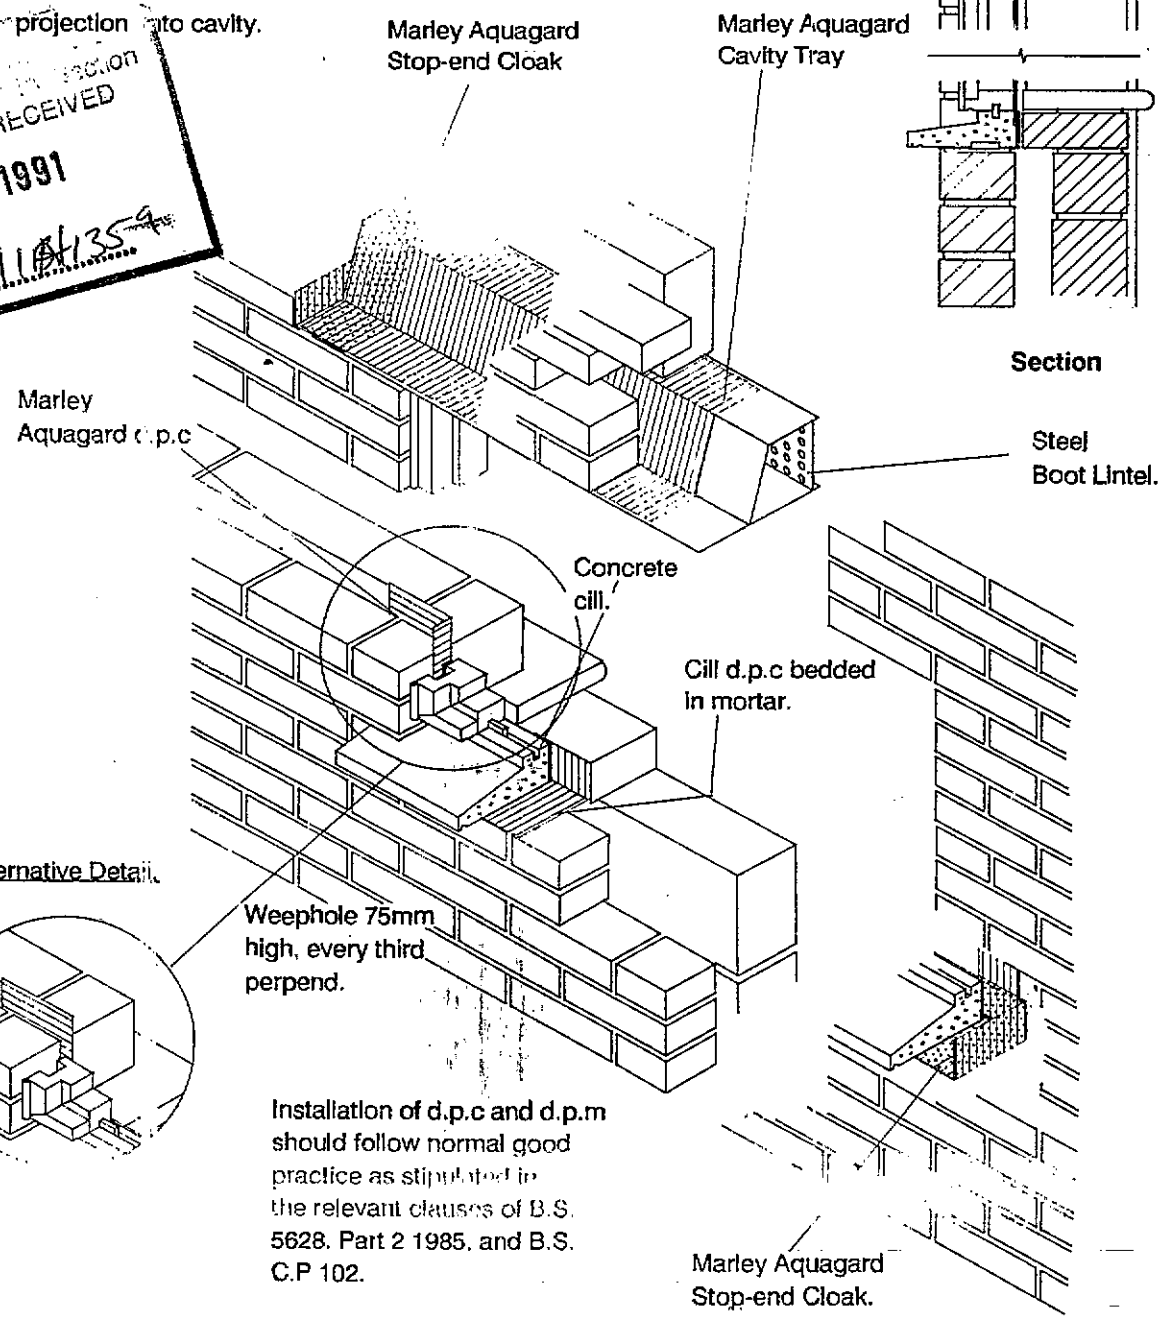 projection into cavity.
RECEIVED
1991
Marley Aquagard
Stop-end Cloak
Marley Aquagard
Cavity Tray
Section
Steel
Boot Lintel.
Marley
Aquagard d.p.c
Concrete
cill.
Cill d.p.c bedded
in mortar.
Alternative Detail.
Weephole 75mm
high, every third
perpend.
Installation of d.p.c and d.p.m
should follow normal good
practice as stipulated in
the relevant clauses of B.S.
5628. Part 2 1985. and B.S.
C.P 102.
Marley Aquagard
Stop-end Cloak.